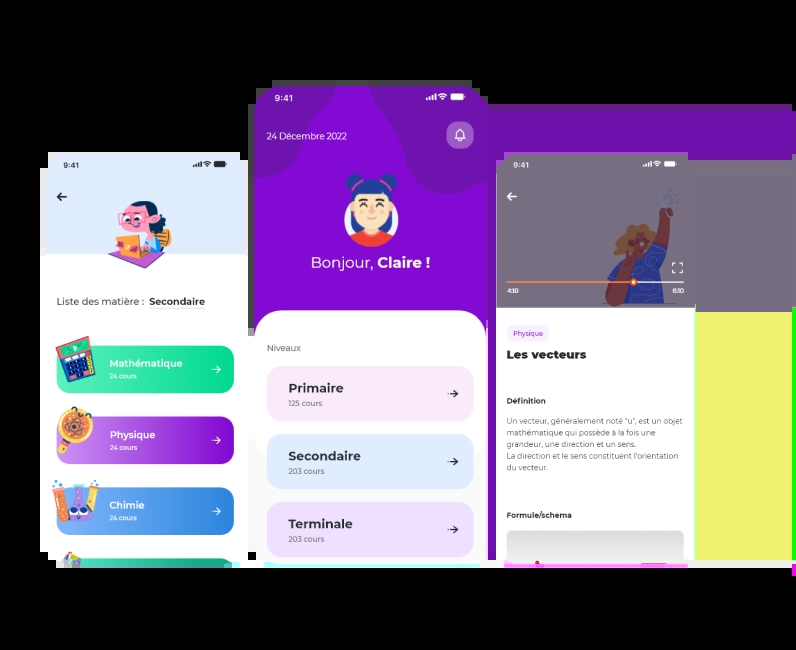 9:41
Liste des matière : Secondaire
Mathématique
24 cours
Physique
24 cours
Chimie
24 cours
9:41
24 Décembre 2022
Bonjour, Claire !
Niveaux
Primaire
125 cours
Secondaire
203 cours
Terminale
203 cours
9:41
4:10
6:10
Physique
Les vecteurs
Définition
Un vecteur, généralement noté "u", est un objet
mathématique qui possède à la fois une
grandeur, une direction et un sens.
La direction et le sens constituent l'orientation
du vecteur.
Formule/schema